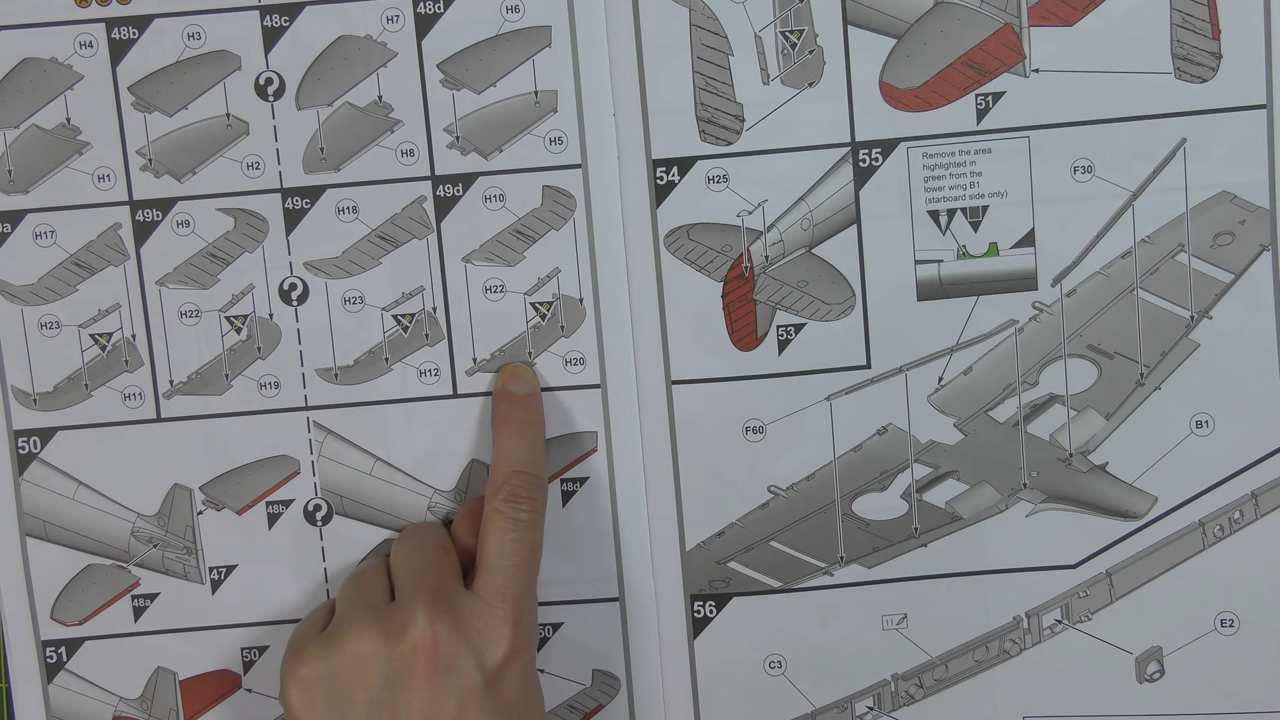 48b
48c
48d
H4
H1
H3
H2
?
H7
H8
H6
H5
49b
49c
49d
H17
H23
H11
H9
H22
H19
?
H18
H23
H12
H10
H22
H20
50
48b
48a
47
?
48d
51
50
50
51
54
H25
53
55
Remove the area
highlighted in
green from the
lower wing B1
(starboard side only)
F30
F60
B1
56
11
C3
E2